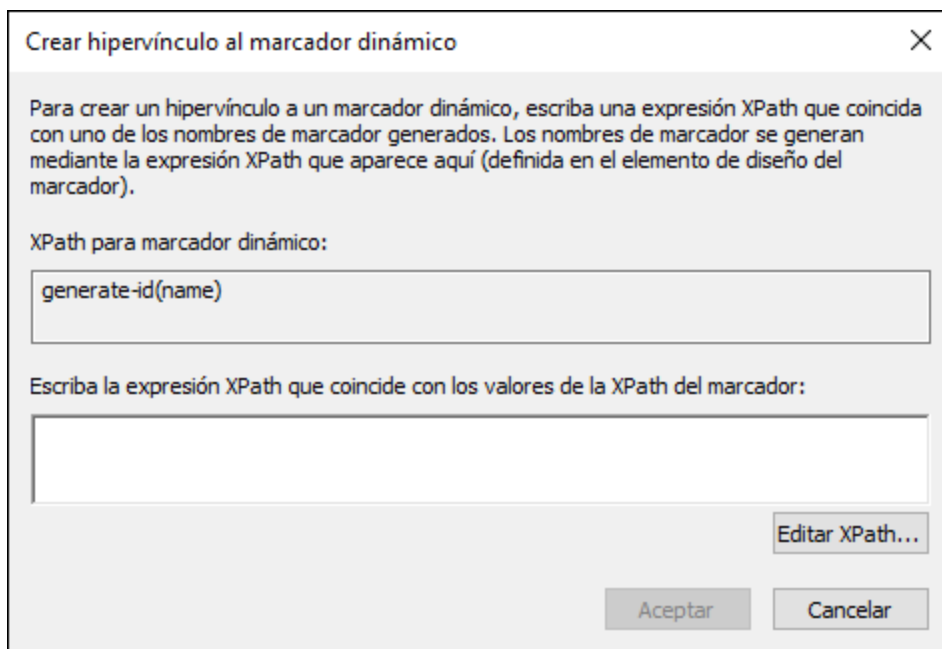 Crear hipervínculo al marcador dinámico
Para crear un hipervínculo a un marcador dinámico, escriba una expresión XPath que coincida
con uno de los nombres de marcador generados. Los nombres de marcador se generan
mediante la expresión XPath que aparece aquí (definida en el elemento de diseño del
marcador).
XPath para marcador dinámico:
generate-id(name)
Escriba la expresión XPath que coincide con los valores de la XPath del marcador:
Editar XPath...
Aceptar
Cancelar